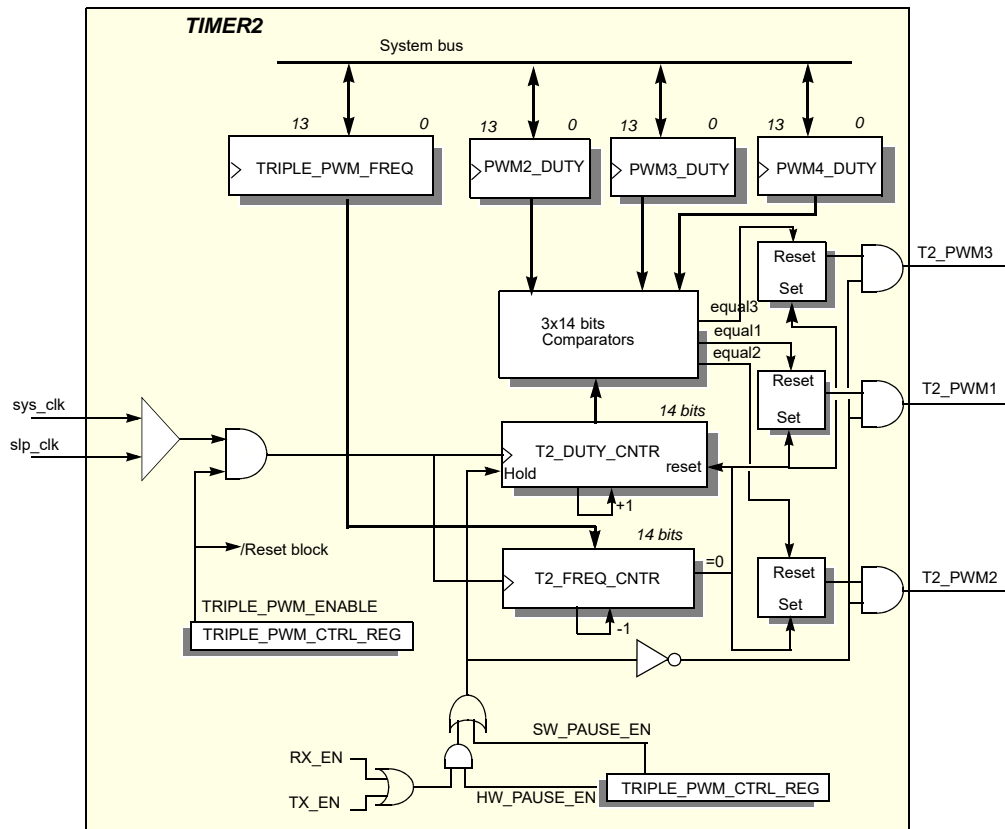 TIMER2
System bus
13 0 13 0 13 0 13 0
TRIPLE_PWM_FREQ
PWM2_DUTY
PWM3_DUTY
PWM4_DUTY
Reset
Set
T2_PWM3
3x14 bits
Comparators
equal3
equal1
equal2
Reset
Set
T2_PWM1
sys_clk
slp_clk
14 bits
T2_DUTY_CNTR
Hold
reset
+1
14 bits
T2_FREQ_CNTR
=0
-1
Reset
Set
T2_PWM2
/Reset block
TRIPLE_PWM_ENABLE
TRIPLE_PWM_CTRL_REG
SW_PAUSE_EN
RX_EN
TX_EN
HW_PAUSE_EN
TRIPLE_PWM_CTRL_REG